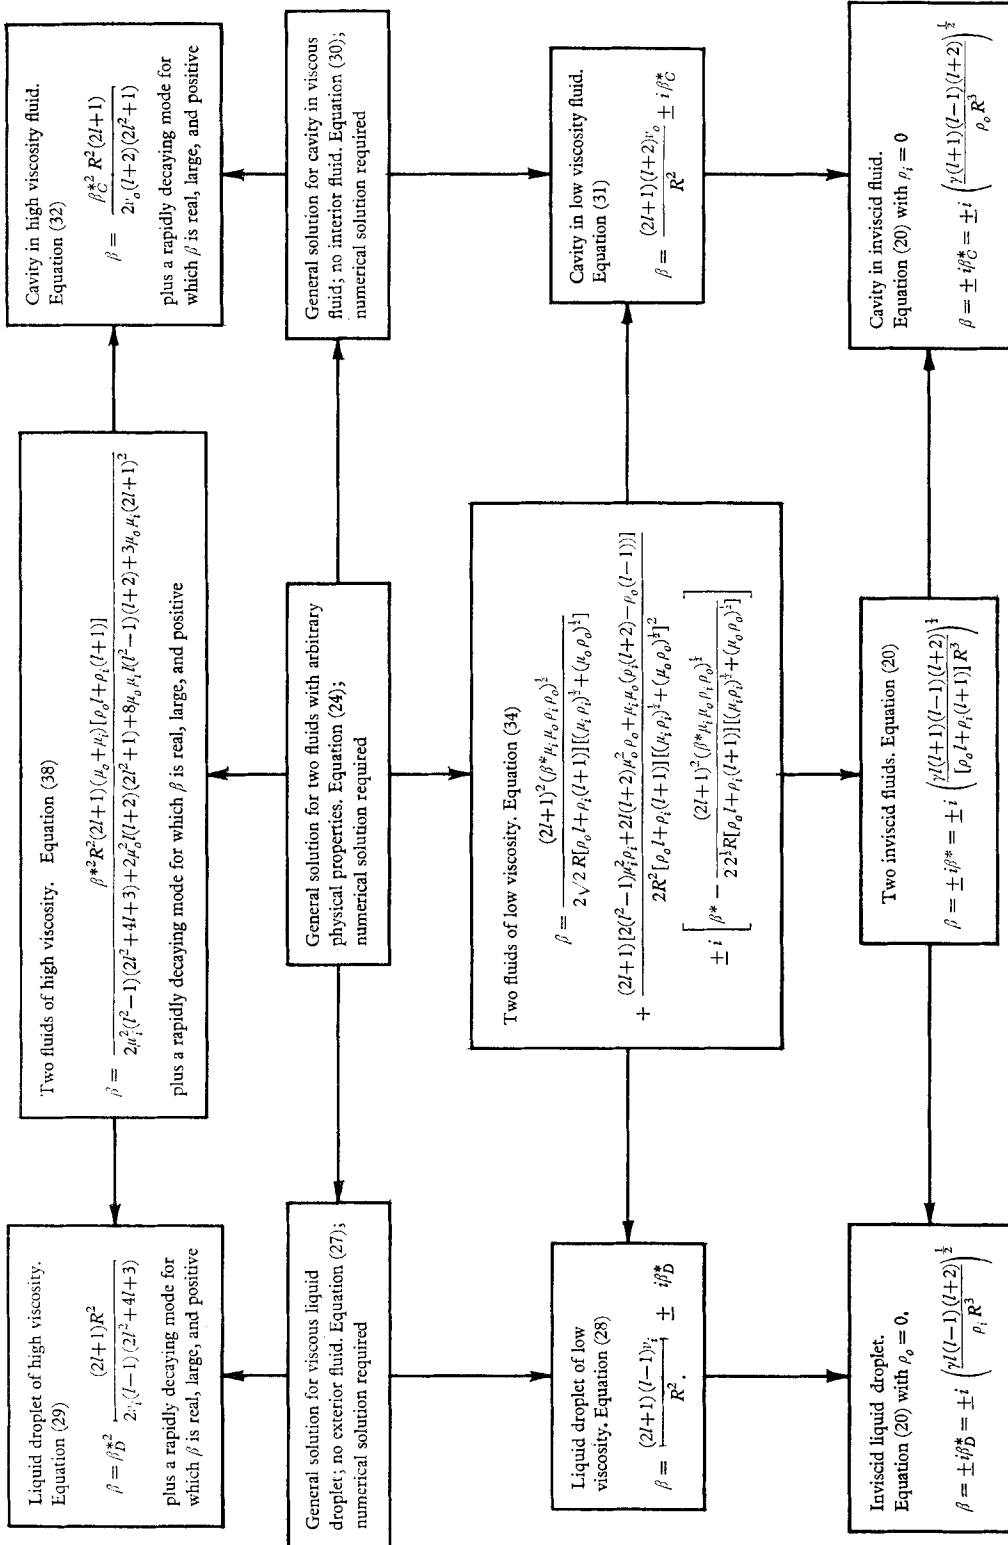 Liquid droplet of high viscosity.
Equation (29)
β = β*_D² (2l+1)R² / 2ν_i(l−1)(2l²+4l+3)
plus a rapidly decaying mode for
which β is real, large, and positive
Two fluids of high viscosity. Equation (38)
β = β*²R²(2l+1)(μ_o+μ_i)[ρ_o l+ρ_i(l+1)] / 2μ_i²(l²−1)(2l²+4l+3)+2μ_o²l(l+2)(2l²+1)+8μ_oμ_i l(l²−1)(l+2)+3μ_oμ_i(2l+1)²
plus a rapidly decaying mode for which β is real, large, and positive
Cavity in high viscosity fluid.
Equation (32)
β = β*_C² R²(2l+1) / 2ν_o(l+2)(2l²+1)
plus a rapidly decaying mode for
which β is real, large, and positive
General solution for viscous liquid
droplet; no exterior fluid. Equation (27);
numerical solution required
General solution for two fluids with arbitrary
physical properties. Equation (24);
numerical solution required
General solution for cavity in viscous
fluid; no interior fluid. Equation (30);
numerical solution required
Liquid droplet of low
viscosity. Equation (28)
β = (2l+1)(l−1)ν_i / R². ± iβ*_D
Two fluids of low viscosity. Equation (34)
β = (2l+1)²(β*μ_iμ_oρ_iρ_o)^½ / 2√2 R[ρ_o l+ρ_i(l+1)][(μ_iρ_i)^½+(μ_oρ_o)^½]
+ (2l+1)[2(l²−1)μ_i²ρ_i+2l(l+2)μ_o²ρ_o+μ_iμ_o(ρ_i(l+2)−ρ_o(l−1))] / 2R²[ρ_o l+ρ_i(l+1)][(μ_iρ_i)^½+(μ_oρ_o)^½]²
± i [β* − (2l+1)²(β*μ_iμ_oρ_iρ_o)^½ / 2 2^½R[ρ_o l+ρ_i(l+1)][(μ_iρ_i)^½+(μ_oρ_o)^½]]
Cavity in low viscosity fluid.
Equation (31)
β = (2l+1)(l+2)ν_o / R² ± iβ*_C
Inviscid liquid droplet.
Equation (20) with ρ_o = 0.
β = ±iβ*_D = ±i (γl(l−1)(l+2) / ρ_i R³)^½
Two inviscid fluids. Equation (20)
β = ± iβ* = ± i (γl(l+1)(l−1)(l+2) / [ρ_o l+ρ_i(l+1)]R³)^½
Cavity in inviscid fluid.
Equation (20) with ρ_i = 0
β = ± iβ*_C = ±i (γ(l+1)(l−1)(l+2) / ρ_o R³)^½